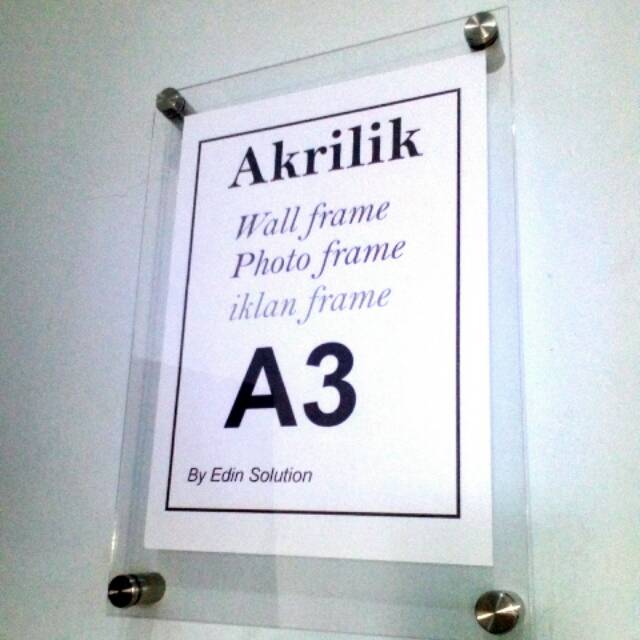 Akrilik
Wall frame
Photo frame
iklan frame
A3
By Edin Solution